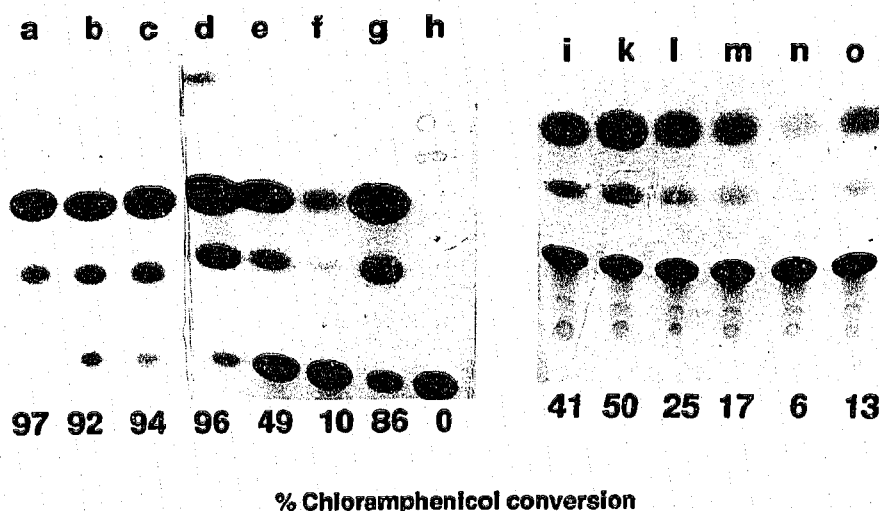 a b c d e f g h
i k l m n o
97 92 94 96 49 10 86 0
41 50 25 17 6 13
% Chloramphenicol conversion